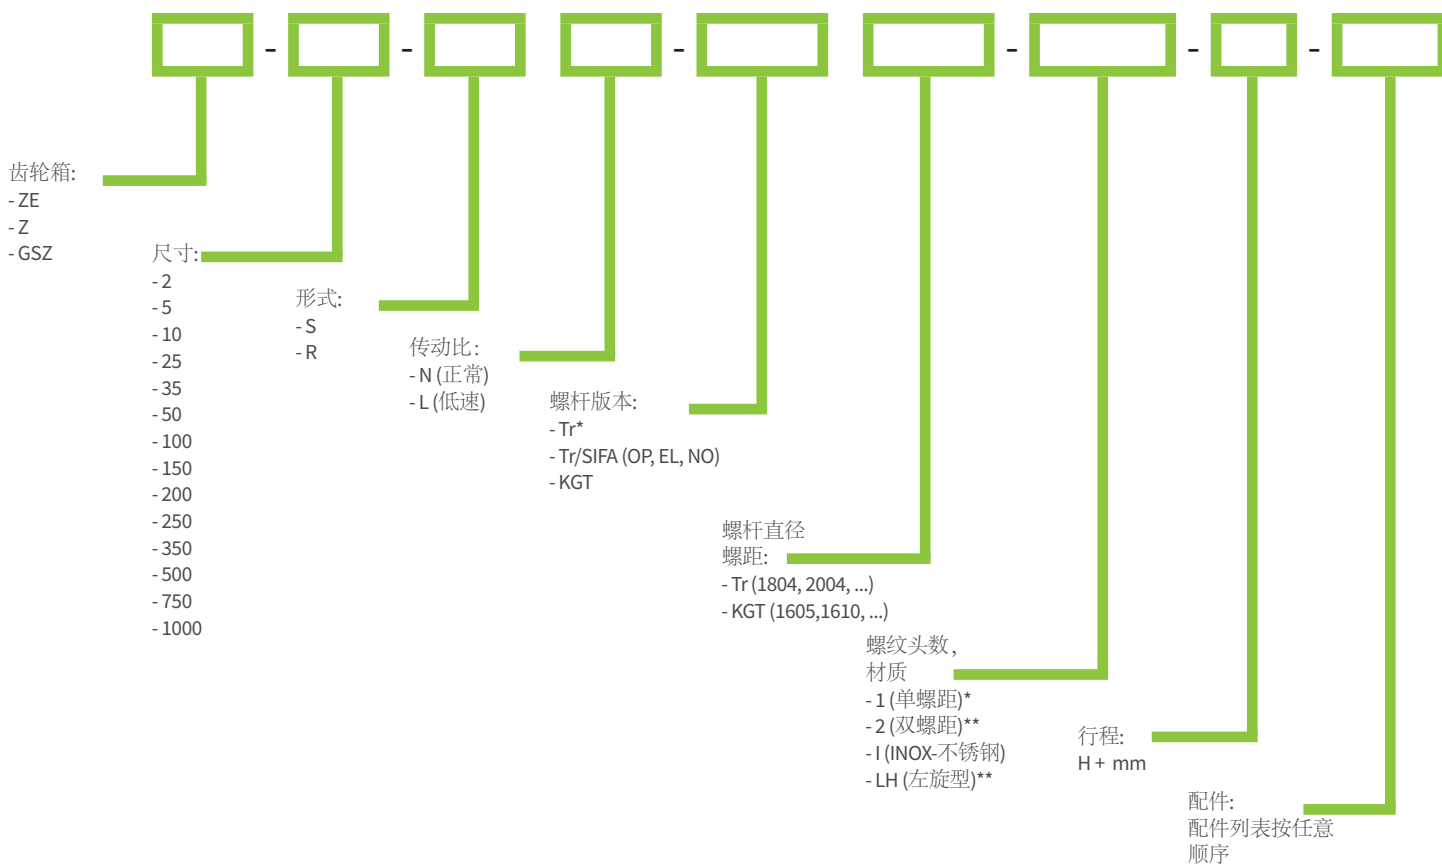 - - - - - - -
齿轮箱:
- ZE
- Z
- GSZ
尺寸:
- 2
- 5
- 10
- 25
- 35
- 50
- 100
- 150
- 200
- 250
- 350
- 500
- 750
- 1000
形式:
- S
- R
传动比:
- N (正常)
- L (低速)
螺杆版本:
- Tr*
- Tr/SIFA (OP, EL, NO)
- KGT
螺杆直径
螺距:
- Tr (1804, 2004, ...)
- KGT (1605,1610, ...)
螺纹头数,
材质
- 1 (单螺距)*
- 2 (双螺距)**
- I (INOX-不锈钢)
- LH (左旋型)**
行程:
H + mm
配件:
配件列表按任意
顺序